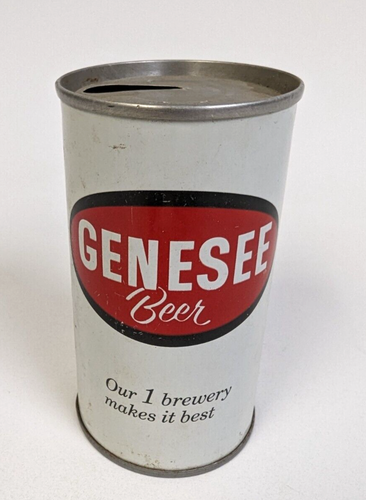 GENESEE
Beer
Our 1 brewery
makes it best